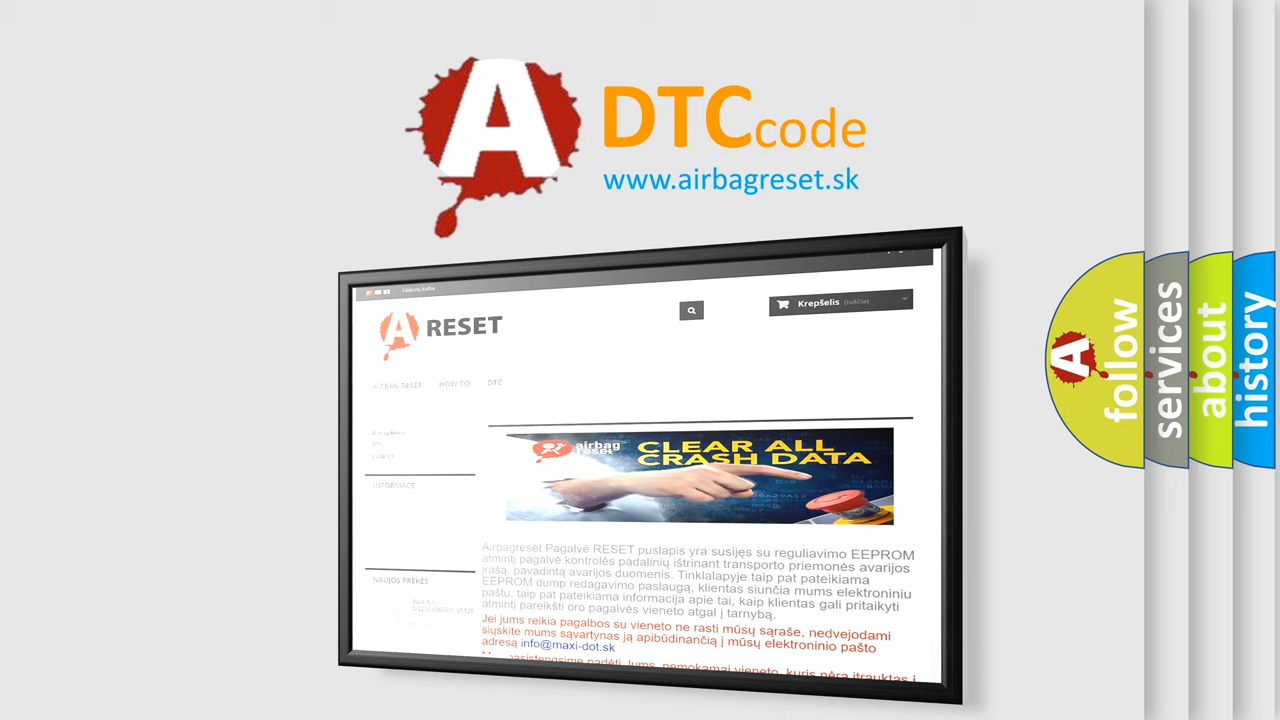 A
DTCcode
www.airbagreset.sk
Lietuvių kalba
Krepšelis (tuščia)
A RESET
AIRBAG RESET HOW TO DTC
INFORMACE
airbag
reset
CLEAR ALL
CRASH DATA
Airbagreset Pagalvė RESET puslapis yra susijęs su reguliavimo EEPROM
atmintį pagalvė kontrolės padalinių ištrinant transporto priemonės avarijos
įrašą, pavadintą avarijos duomenis. Tinklalapyje taip pat pateikiama
EEPROM dump redagavimo paslaugą, klientas siunčia mums elektroniniu
paštu, taip pat pateikiama informacija apie tai, kaip klientas gali pritaikyti
atmintį pareikšti oro pagalvės vieneto atgal į tarnybą.
Jei jums reikia pagalbos su vieneto ne rasti mūsų sąraše, nedvejodami
siųskite mums sąvartynas ją apibūdinančią į mūsų elektroninio pašto
adresą info@maxi-dot.sk
NAUJOS PREKĖS
A
follow
services
about
history